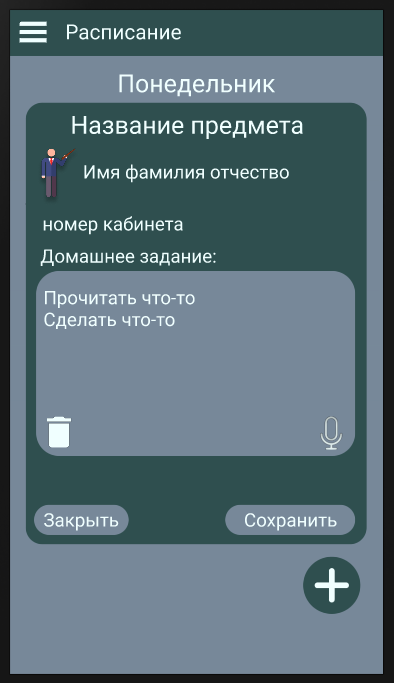 Расписание
Понедельник
Название предмета
Имя фамилия отчество
номер кабинета
Домашнее задание:
Прочитать что-то
Сделать что-то
Закрыть
Сохранить